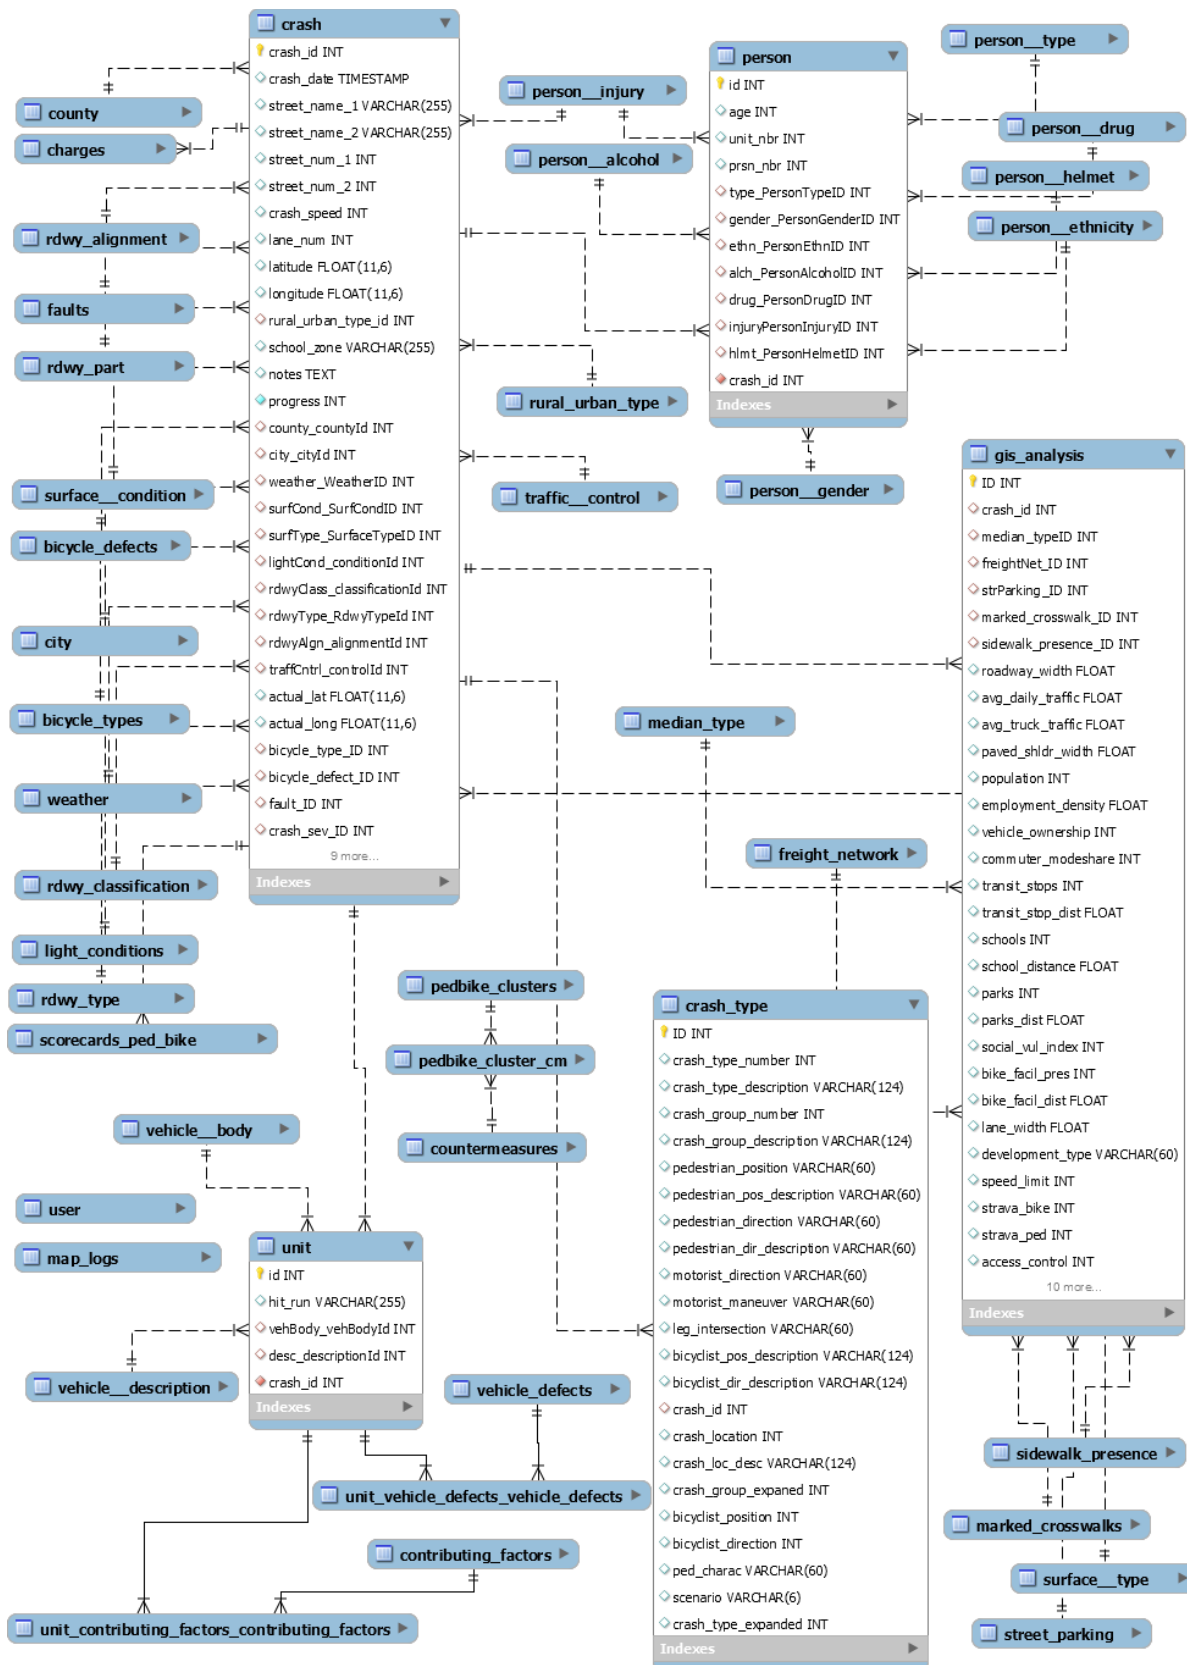 crash
crash_id INT
crash_date TIMESTAMP
street_name_1 VARCHAR(255)
street_name_2 VARCHAR(255)
street_num_1 INT
street_num_2 INT
crash_speed INT
lane_num INT
latitude FLOAT(11,6)
longitude FLOAT(11,6)
rural_urban_type_id INT
school_zone VARCHAR(255)
notes TEXT
progress INT
county_countyId INT
city_cityId INT
weather_WeatherID INT
surfCond_SurfCondID INT
surfType_SurfaceTypeID INT
lightCond_conditionId INT
rdwyClass_classificationId INT
rdwyType_RdwyTypeId INT
rdwyAlgn_alignmentId INT
traffCntrl_controlId INT
actual_lat FLOAT(11,6)
actual_long FLOAT(11,6)
bicycle_type_ID INT
bicycle_defect_ID INT
fault_ID INT
crash_sev_ID INT
9 more...
Indexes
county
charges
rdwy_alignment
faults
rdwy_part
surface__condition
bicycle_defects
city
bicycle_types
weather
rdwy_classification
light_conditions
rdwy_type
scorecards_ped_bike
person__injury
person__alcohol
rural_urban_type
traffic__control
person
id INT
age INT
unit_nbr INT
prsn_nbr INT
type_PersonTypeID INT
gender_PersonGenderID INT
ethn_PersonEthnID INT
alch_PersonAlcoholID INT
drug_PersonDrugID INT
injuryPersonInjuryID INT
hlmt_PersonHelmetID INT
crash_id INT
Indexes
person__type
person__drug
person__helmet
person__ethnicity
person__gender
gis_analysis
ID INT
crash_id INT
median_typeID INT
freightNet_ID INT
strParking_ID INT
marked_crosswalk_ID INT
sidewalk_presence_ID INT
roadway_width FLOAT
avg_daily_traffic FLOAT
avg_truck_traffic FLOAT
paved_shldr_width FLOAT
population INT
employment_density FLOAT
vehicle_ownership INT
commuter_modeshare INT
transit_stops INT
transit_stop_dist FLOAT
schools INT
school_distance FLOAT
parks INT
parks_dist FLOAT
social_vul_index INT
bike_facil_pres INT
bike_facil_dist FLOAT
lane_width FLOAT
development_type VARCHAR(60)
speed_limit INT
strava_bike INT
strava_ped INT
access_control INT
10 more...
Indexes
median_type
freight_network
pedbike_clusters
pedbike_cluster_cm
countermeasures
crash_type
ID INT
crash_type_number INT
crash_type_description VARCHAR(124)
crash_group_number INT
crash_group_description VARCHAR(124)
pedestrian_position VARCHAR(60)
pedestrian_pos_description VARCHAR(60)
pedestrian_direction VARCHAR(60)
pedestrian_dir_description VARCHAR(60)
motorist_direction VARCHAR(60)
motorist_maneuver VARCHAR(60)
leg_intersection VARCHAR(60)
bicyclist_pos_description VARCHAR(124)
bicyclist_dir_description VARCHAR(124)
crash_id INT
crash_location INT
crash_loc_desc VARCHAR(124)
crash_group_expaned INT
bicyclist_position INT
bicyclist_direction INT
ped_charac VARCHAR(60)
scenario VARCHAR(6)
crash_type_expanded INT
Indexes
vehicle__body
user
map_logs
unit
id INT
hit_run VARCHAR(255)
vehBody_vehBodyId INT
desc_descriptionId INT
crash_id INT
Indexes
vehicle__description
vehicle_defects
unit_vehicle_defects_vehicle_defects
contributing_factors
unit_contributing_factors_contributing_factors
sidewalk_presence
marked_crosswalks
surface__type
street_parking